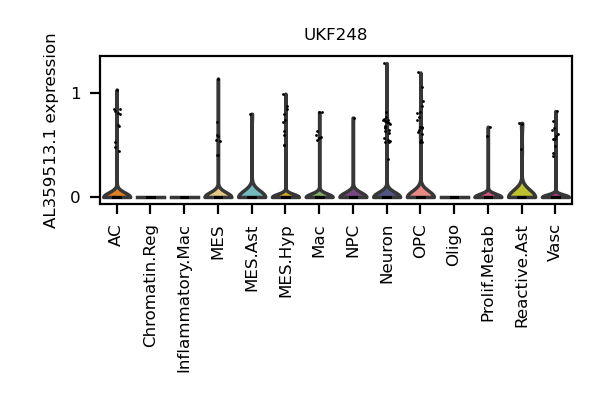 UKF248
AL359513.1 expression
1
0
AC
Chromatin.Reg
Inflammatory.Mac
MES
MES.Ast
MES.Hyp
Mac
NPC
Neuron
OPC
Oligo
Prolif.Metab
Reactive.Ast
Vasc